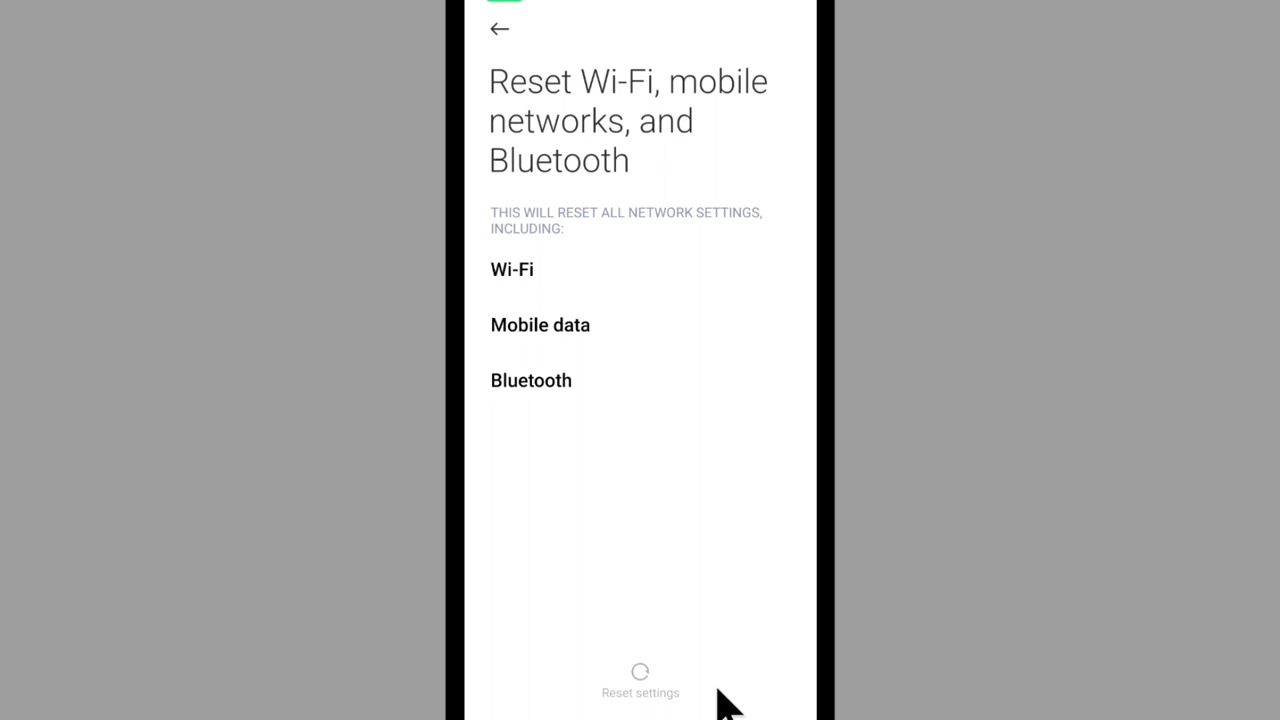 Reset Wi-Fi, mobile
networks, and
Bluetooth
THIS WILL RESET ALL NETWORK SETTINGS,
INCLUDING:
Wi-Fi
Mobile data
Bluetooth
Reset settings